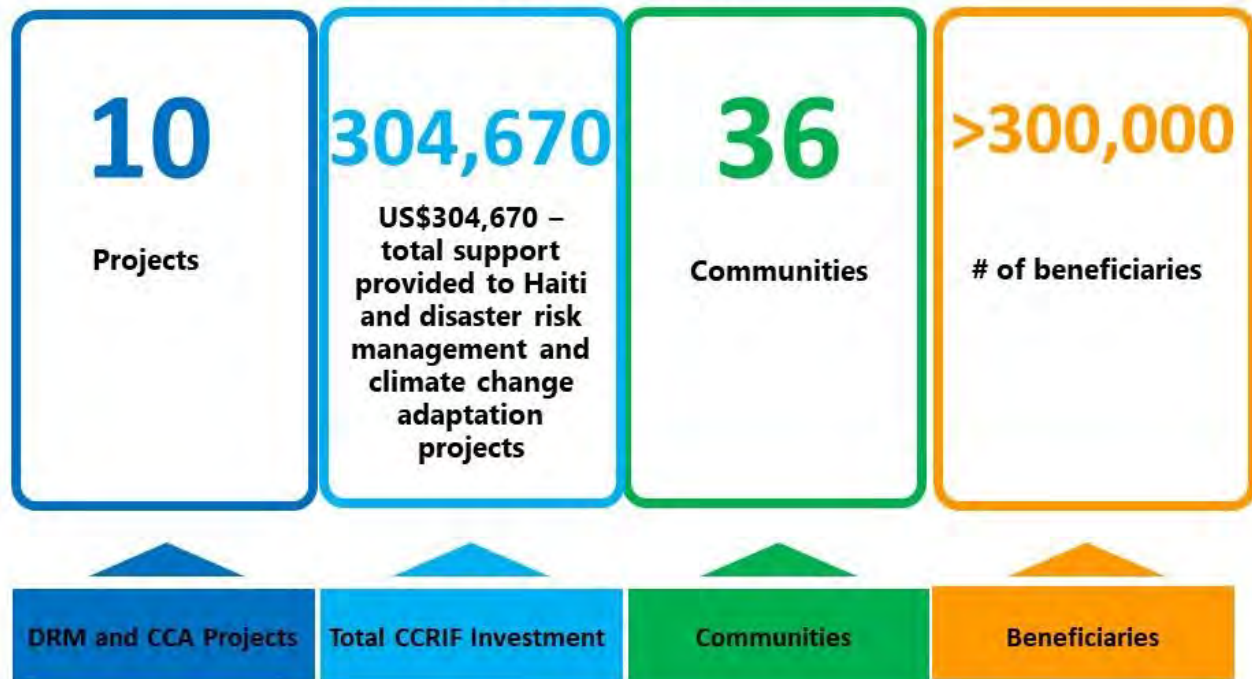 10
Projects
304,670
US$304,670 –
total support
provided to Haiti
and disaster risk
management and
climate change
adaptation
projects
36
Communities
>300,000
# of beneficiaries
DRM and CCA Projects
Total CCRIF Investment
Communities
Beneficiaries